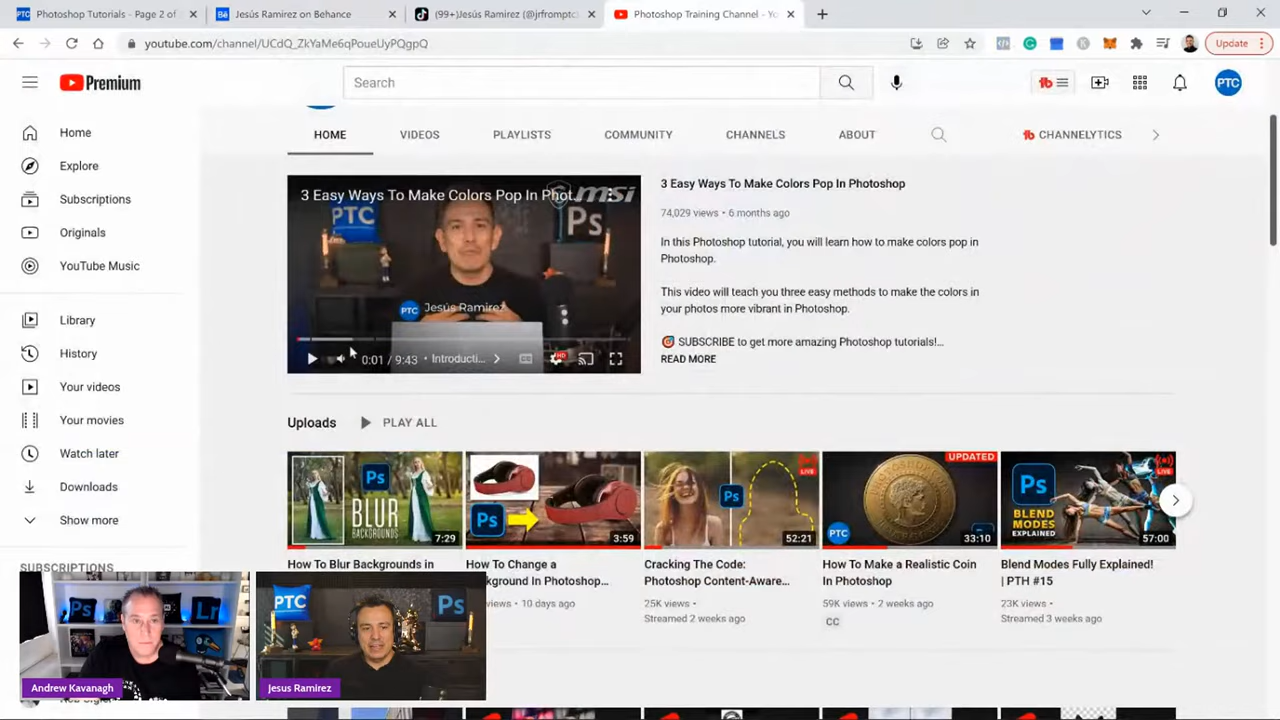 Photoshop Tutorials - Page 2 of
Jesús Ramirez on Behance
(99+)Jesús Ramirez (@jrfromptc)
Photoshop Training Channel - Yo
youtube.com/channel/UCdQ_ZkYaMe6qPoueUyPQgpQ
Update
Premium
Search
PTC
Home
Explore
Subscriptions
Originals
YouTube Music
Library
History
Your videos
Your movies
Watch later
Downloads
Show more
SUBSCRIPTIONS
HOME
VIDEOS
PLAYLISTS
COMMUNITY
CHANNELS
ABOUT
CHANNELYTICS
3 Easy Ways To Make Colors Pop In Phot...
msi
PTC
Ps
PTC Jesús Ramirez
0:01 / 9:43 • Introducti...
HD
3 Easy Ways To Make Colors Pop In Photoshop
74,029 views • 6 months ago
In this Photoshop tutorial, you will learn how to make colors pop in
Photoshop.
This video will teach you three easy methods to make the colors in
your photos more vibrant in Photoshop.
SUBSCRIBE to get more amazing Photoshop tutorials!...
READ MORE
Uploads
PLAY ALL
Ps
BLUR
BACKGROUNDS
7:29
How To Blur Backgrounds in
Ps
3:59
How To Change a
ckground In Photoshop...
views • 10 days ago
Ps
LIVE
52:21
Cracking The Code:
Photoshop Content-Aware...
25K views •
Streamed 2 weeks ago
UPDATED
PTC
33:10
How To Make a Realistic Coin
In Photoshop
59K views • 2 weeks ago
CC
Ps
LIVE
BLEND
MODES
EXPLAINED
57:00
Blend Modes Fully Explained!
| PTH #15
23K views •
Streamed 3 weeks ago
Ps
Lr
Andrew Kavanagh
PTC
Ps
Jesus Ramirez